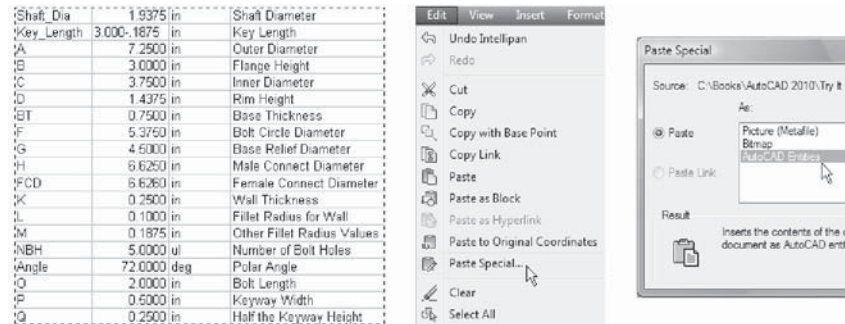 Shaft_Dia 1.9375 in Shaft Diameter
Key_Length 3.000-.1875 in Key Length
A 7.2500 in Outer Diameter
B 3.0000 in Flange Height
C 3.7500 in Inner Diameter
D 1.4375 in Rim Height
BT 0.7500 in Base Thickness
F 5.3750 in Bolt Circle Diameter
G 4.5000 in Base Relief Diameter
H 6.6250 in Male Connect Diameter
FCD 6.6260 in Female Connect Diameter
K 0.2500 in Wall Thickness
L 0.1000 in Fillet Radius for Wall
M 0.1875 in Other Fillet Radius Values
NBH 5.0000 ul Number of Bolt Holes
Angle 72.0000 deg Polar Angle
O 2.0000 in Bolt Length
P 0.5000 in Keyway Width
Q 0.2500 in Half the Keyway Height
Edit View Insert Format
Undo Intellipan
Redo
Cut
Copy
Copy with Base Point
Copy Link
Paste
Paste as Block
Paste as Hyperlink
Paste to Original Coordinates
Paste Special...
Clear
Select All
Paste Special
Source: C:\Books\AutoCAD 2010\Try It
As:
Paste
Picture (Metafile)
Bitmap
AutoCAD Entities
Paste Link
Result
Inserts the contents of the
document as AutoCAD